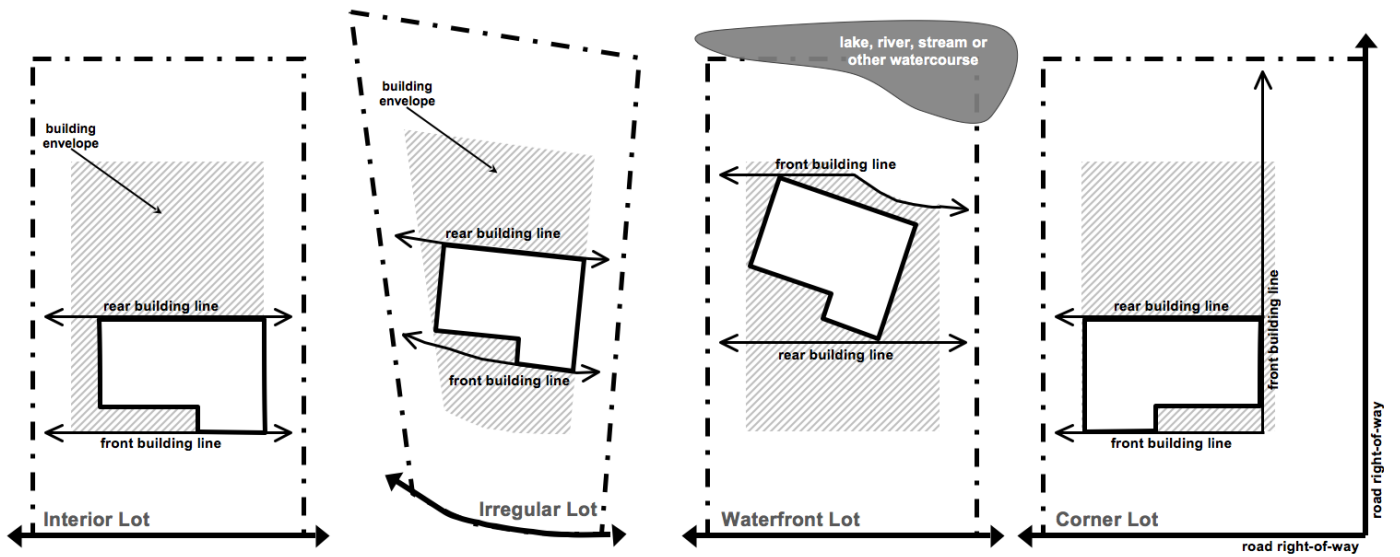 building
envelope
rear building line
front building line
Interior Lot
building
envelope
rear building line
front building line
Irregular Lot
lake, river, stream or
other watercourse
front building line
rear building line
Waterfront Lot
rear building line
front building line
front building line
Corner Lot
road right-of-way
road right-of-way